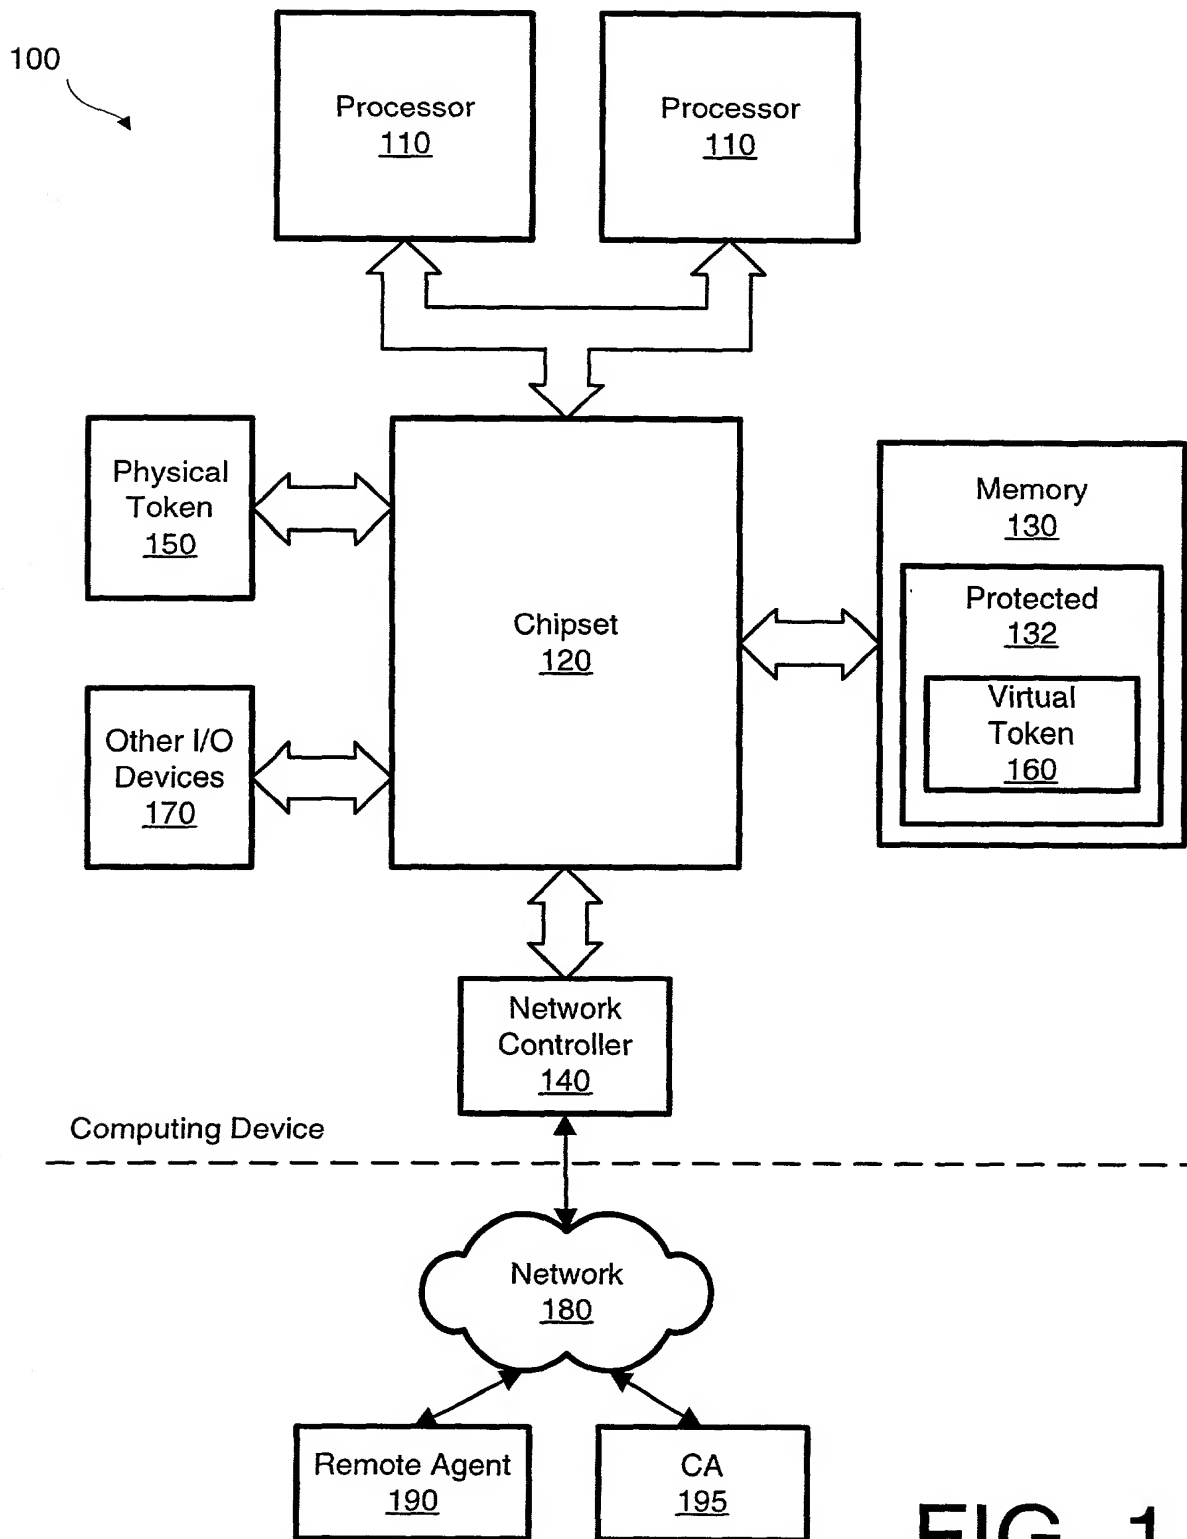 100
Processor
110
Processor
110
Physical
Token
150
Memory
130
Protected
132
Virtual
Token
160
Chipset
120
Other I/O
Devices
170
Network
Controller
140
Computing Device
Network
180
Remote Agent
190
CA
195
FIG. 1